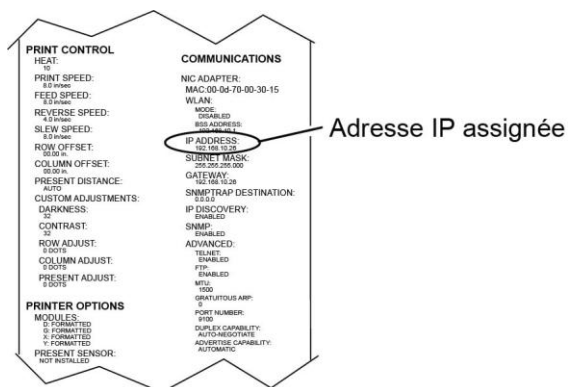 PRINT CONTROL
HEAT:
10
PRINT SPEED:
6.0 in/sec
FEED SPEED:
8.0 in/sec
REVERSE SPEED:
4.0 in/sec
SLEW SPEED:
8.0 in/sec
ROW OFFSET:
00.00 in.
COLUMN OFFSET:
00.00 in.
PRESENT DISTANCE:
AUTO
CUSTOM ADJUSTMENTS:
DARKNESS:
32
CONTRAST:
32
ROW ADJUST:
0 DOTS
COLUMN ADJUST:
0 DOTS
PRESENT ADJUST:
0 DOTS
PRINTER OPTIONS
MODULES:
D: FORMATTED
G: FORMATTED
X: FORMATTED
Y: FORMATTED
PRESENT SENSOR:
NOT INSTALLED
COMMUNICATIONS
NIC ADAPTER:
MAC:00-0d-70-00-30-15
WLAN:
MODE:
DISABLED
BSS ADDRESS:
192.168.10.1
IP ADDRESS:
192.168.10.26
SUBNET MASK:
255.255.255.000
GATEWAY:
192.168.10.26
SNMPTRAP DESTINATION:
0.0.0.0
IP DISCOVERY:
ENABLED
SNMP:
ENABLED
ADVANCED:
TELNET:
ENABLED
FTP:
ENABLED
MTU:
1500
GRATUITOUS ARP:
0
PORT NUMBER:
9100
DUPLEX CAPABILITY:
AUTO-NEGOTIATE
ADVERTISE CAPABILITY:
AUTOMATIC
Adresse IP assignée